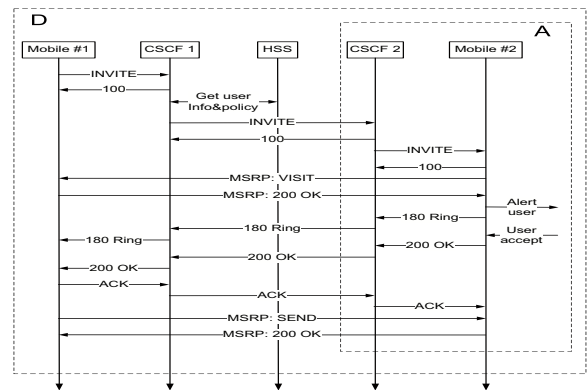 D
A
Mobile #1
CSCF 1
HSS
CSCF 2
Mobile #2
INVITE
100
Get user
Info&policy
INVITE
100
INVITE
100
MSRP: VISIT
MSRP: 200 OK
Alert
user
180 Ring
180 Ring
180 Ring
User
accept
200 OK
200 OK
200 OK
ACK
ACK
ACK
MSRP: SEND
MSRP: 200 OK